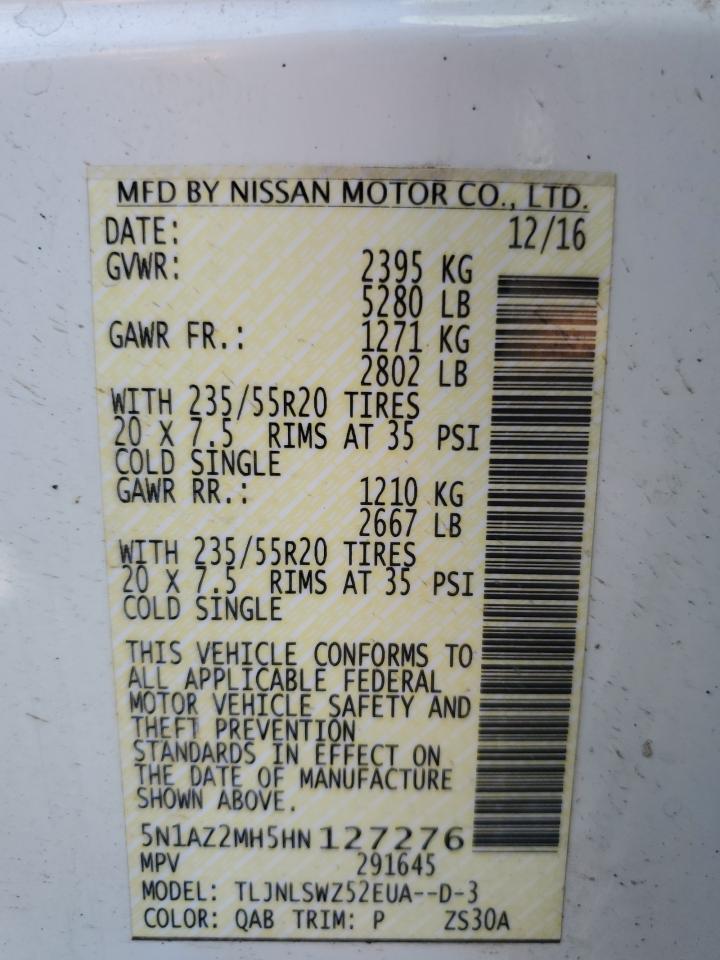 MFD BY NISSAN MOTOR CO., LTD.
DATE: 12/16
GVWR: 2395 KG
5280 LB
GAWR FR.: 1271 KG
2802 LB
WITH 235/55R20 TIRES
20 X 7.5 RIMS AT 35 PSI
COLD SINGLE
GAWR RR.: 1210 KG
2667 LB
WITH 235/55R20 TIRES
20 X 7.5 RIMS AT 35 PSI
COLD SINGLE
THIS VEHICLE CONFORMS TO
ALL APPLICABLE FEDERAL
MOTOR VEHICLE SAFETY AND
THEFT PREVENTION
STANDARDS IN EFFECT ON
THE DATE OF MANUFACTURE
SHOWN ABOVE.
5N1AZ2MH5HN127276
MPV 291645
MODEL: TLJNLSWZ52EUA--D-3
COLOR: QAB TRIM: P ZS30A